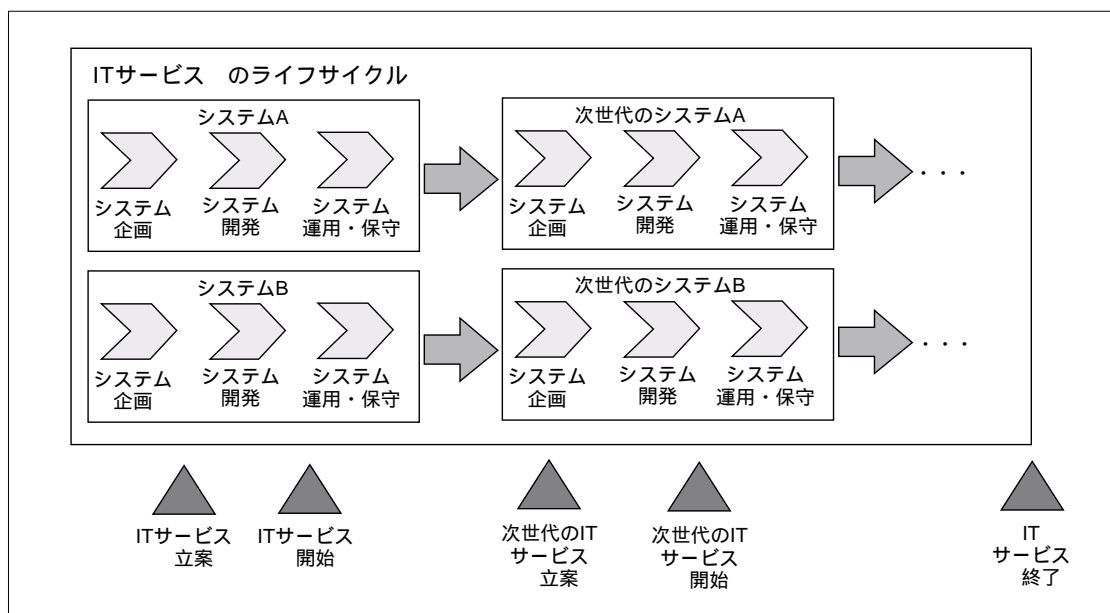 ITサービス　のライフサイクル
システムA
システム
企画
システム
開発
システム
運用・保守
次世代のシステムA
システム
企画
システム
開発
システム
運用・保守
・・・
システムB
システム
企画
システム
開発
システム
運用・保守
次世代のシステムB
システム
企画
システム
開発
システム
運用・保守
・・・
ITサービス
立案
ITサービス
開始
次世代のIT
サービス
立案
次世代のIT
サービス
開始
IT
サービス
終了